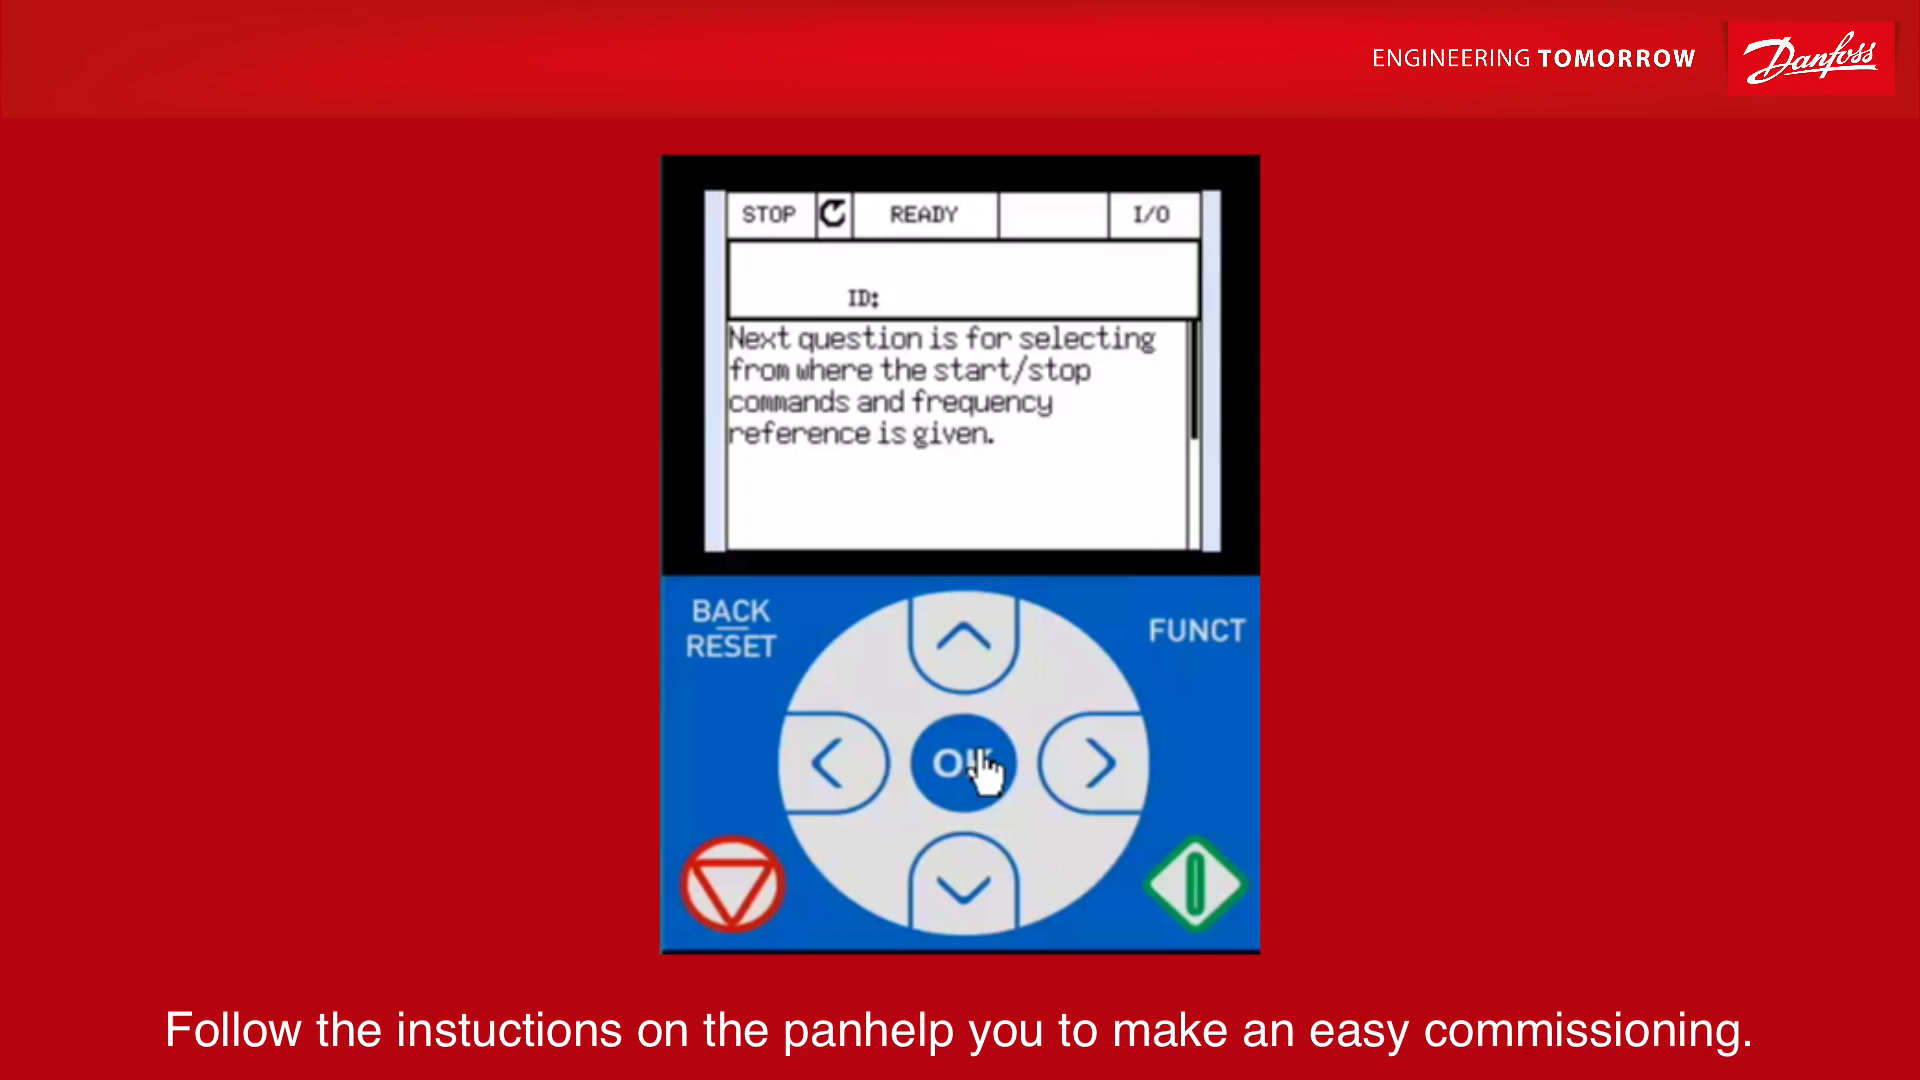 ENGINEERING TOMORROW
Danfoss
STOP READY I/O
ID:
Next question is for selecting
from where the start/stop
commands and frequency
reference is given.
BACK
RESET
FUNCT
OK
Follow the instuctions on the panhelp you to make an easy commissioning.